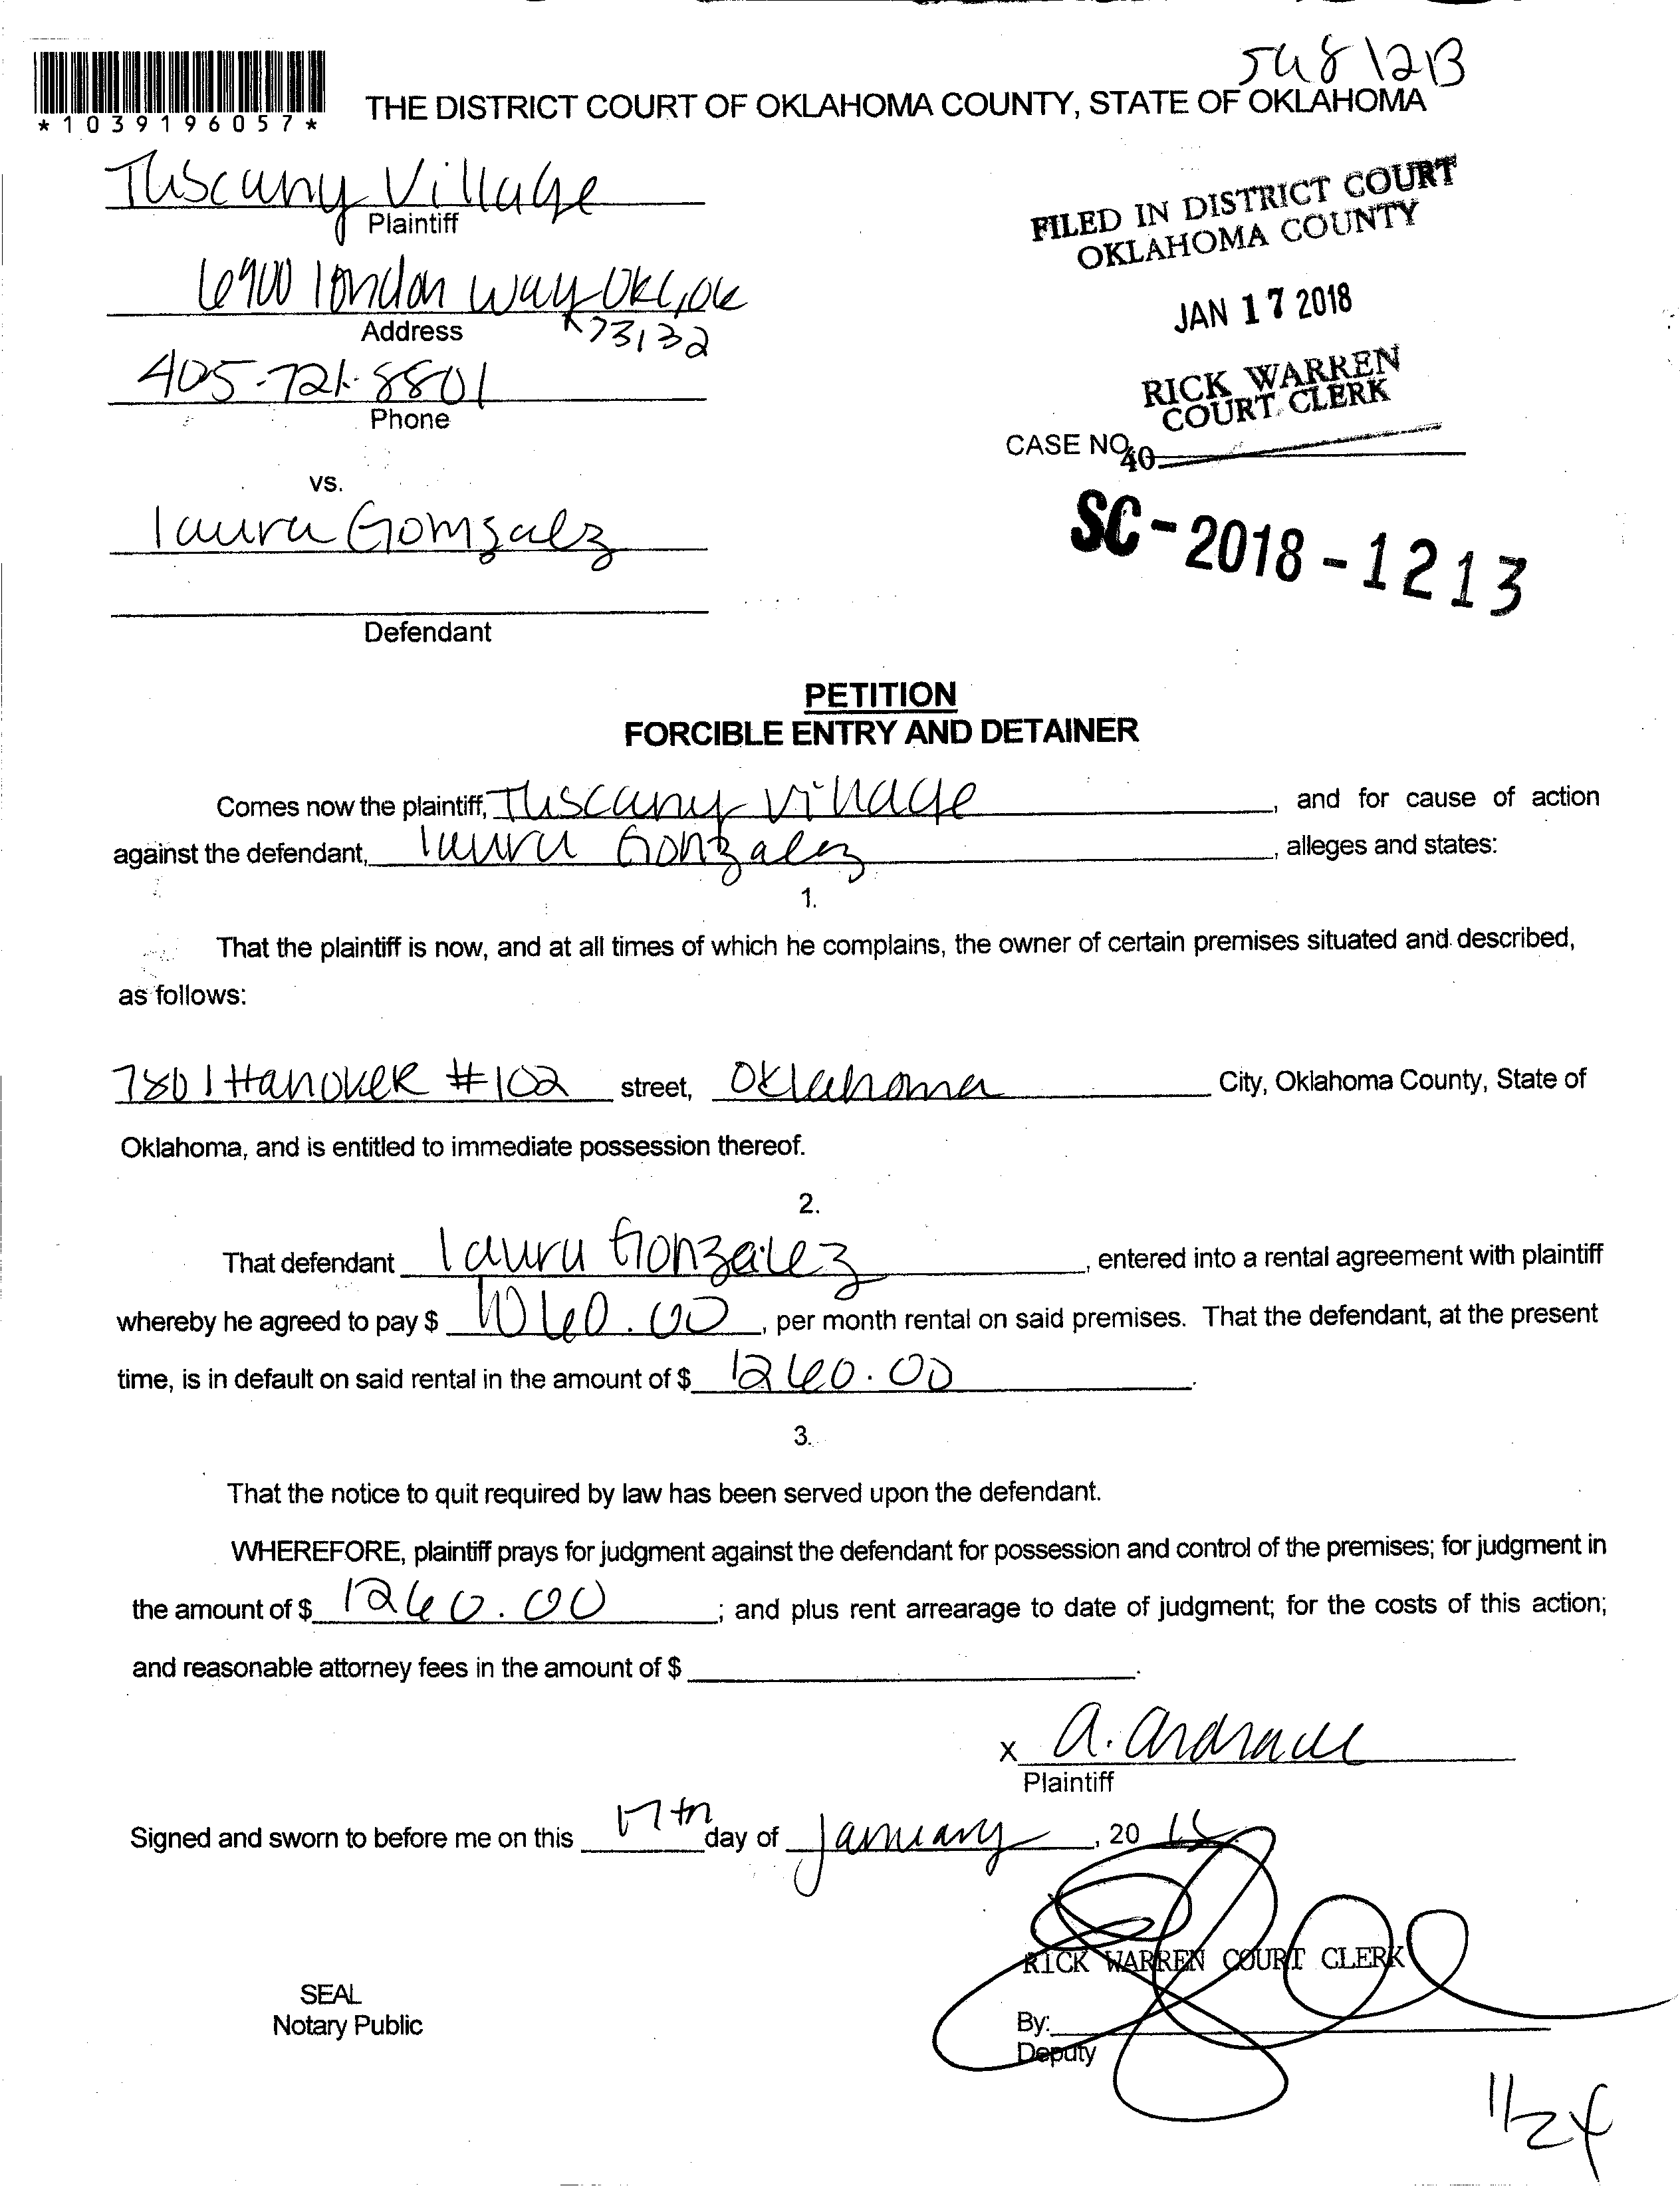 548 1213
*1039196057*
THE DISTRICT COURT OF OKLAHOMA COUNTY, STATE OF OKLAHOMA
Tuscany Village
Plaintiff
FILED IN DISTRICT COURT
OKLAHOMA COUNTY
6900 london way OKC, OK
Address
73132
JAN 17 2018
405-721-8801
Phone
RICK WARREN
COURT CLERK
CASE NO.
40
vs.
laura Gomzalez
SC-2018-1213
Defendant
PETITION
FORCIBLE ENTRY AND DETAINER
Comes now the plaintiff, Tuscany Village, and for cause of action
against the defendant, laura Gonzalez, alleges and states:
1.
That the plaintiff is now, and at all times of which he complains, the owner of certain premises situated and described,
as follows:
7801 Hanover #102 street, Oklahoma City, Oklahoma County, State of
Oklahoma, and is entitled to immediate possession thereof.
2.
That defendant laura Gonzalez, entered into a rental agreement with plaintiff
whereby he agreed to pay $ 1060.00, per month rental on said premises. That the defendant, at the present
time, is in default on said rental in the amount of $ 1260.00.
3.
That the notice to quit required by law has been served upon the defendant.
WHEREFORE, plaintiff prays for judgment against the defendant for possession and control of the premises; for judgment in
the amount of $ 1260.00; and plus rent arrearage to date of judgment; for the costs of this action;
and reasonable attorney fees in the amount of $ .
x a. andrade
Plaintiff
Signed and sworn to before me on this 17th day of January, 2018
RICK WARREN COURT CLERK
SEAL
Notary Public
By:
Deputy
1/24